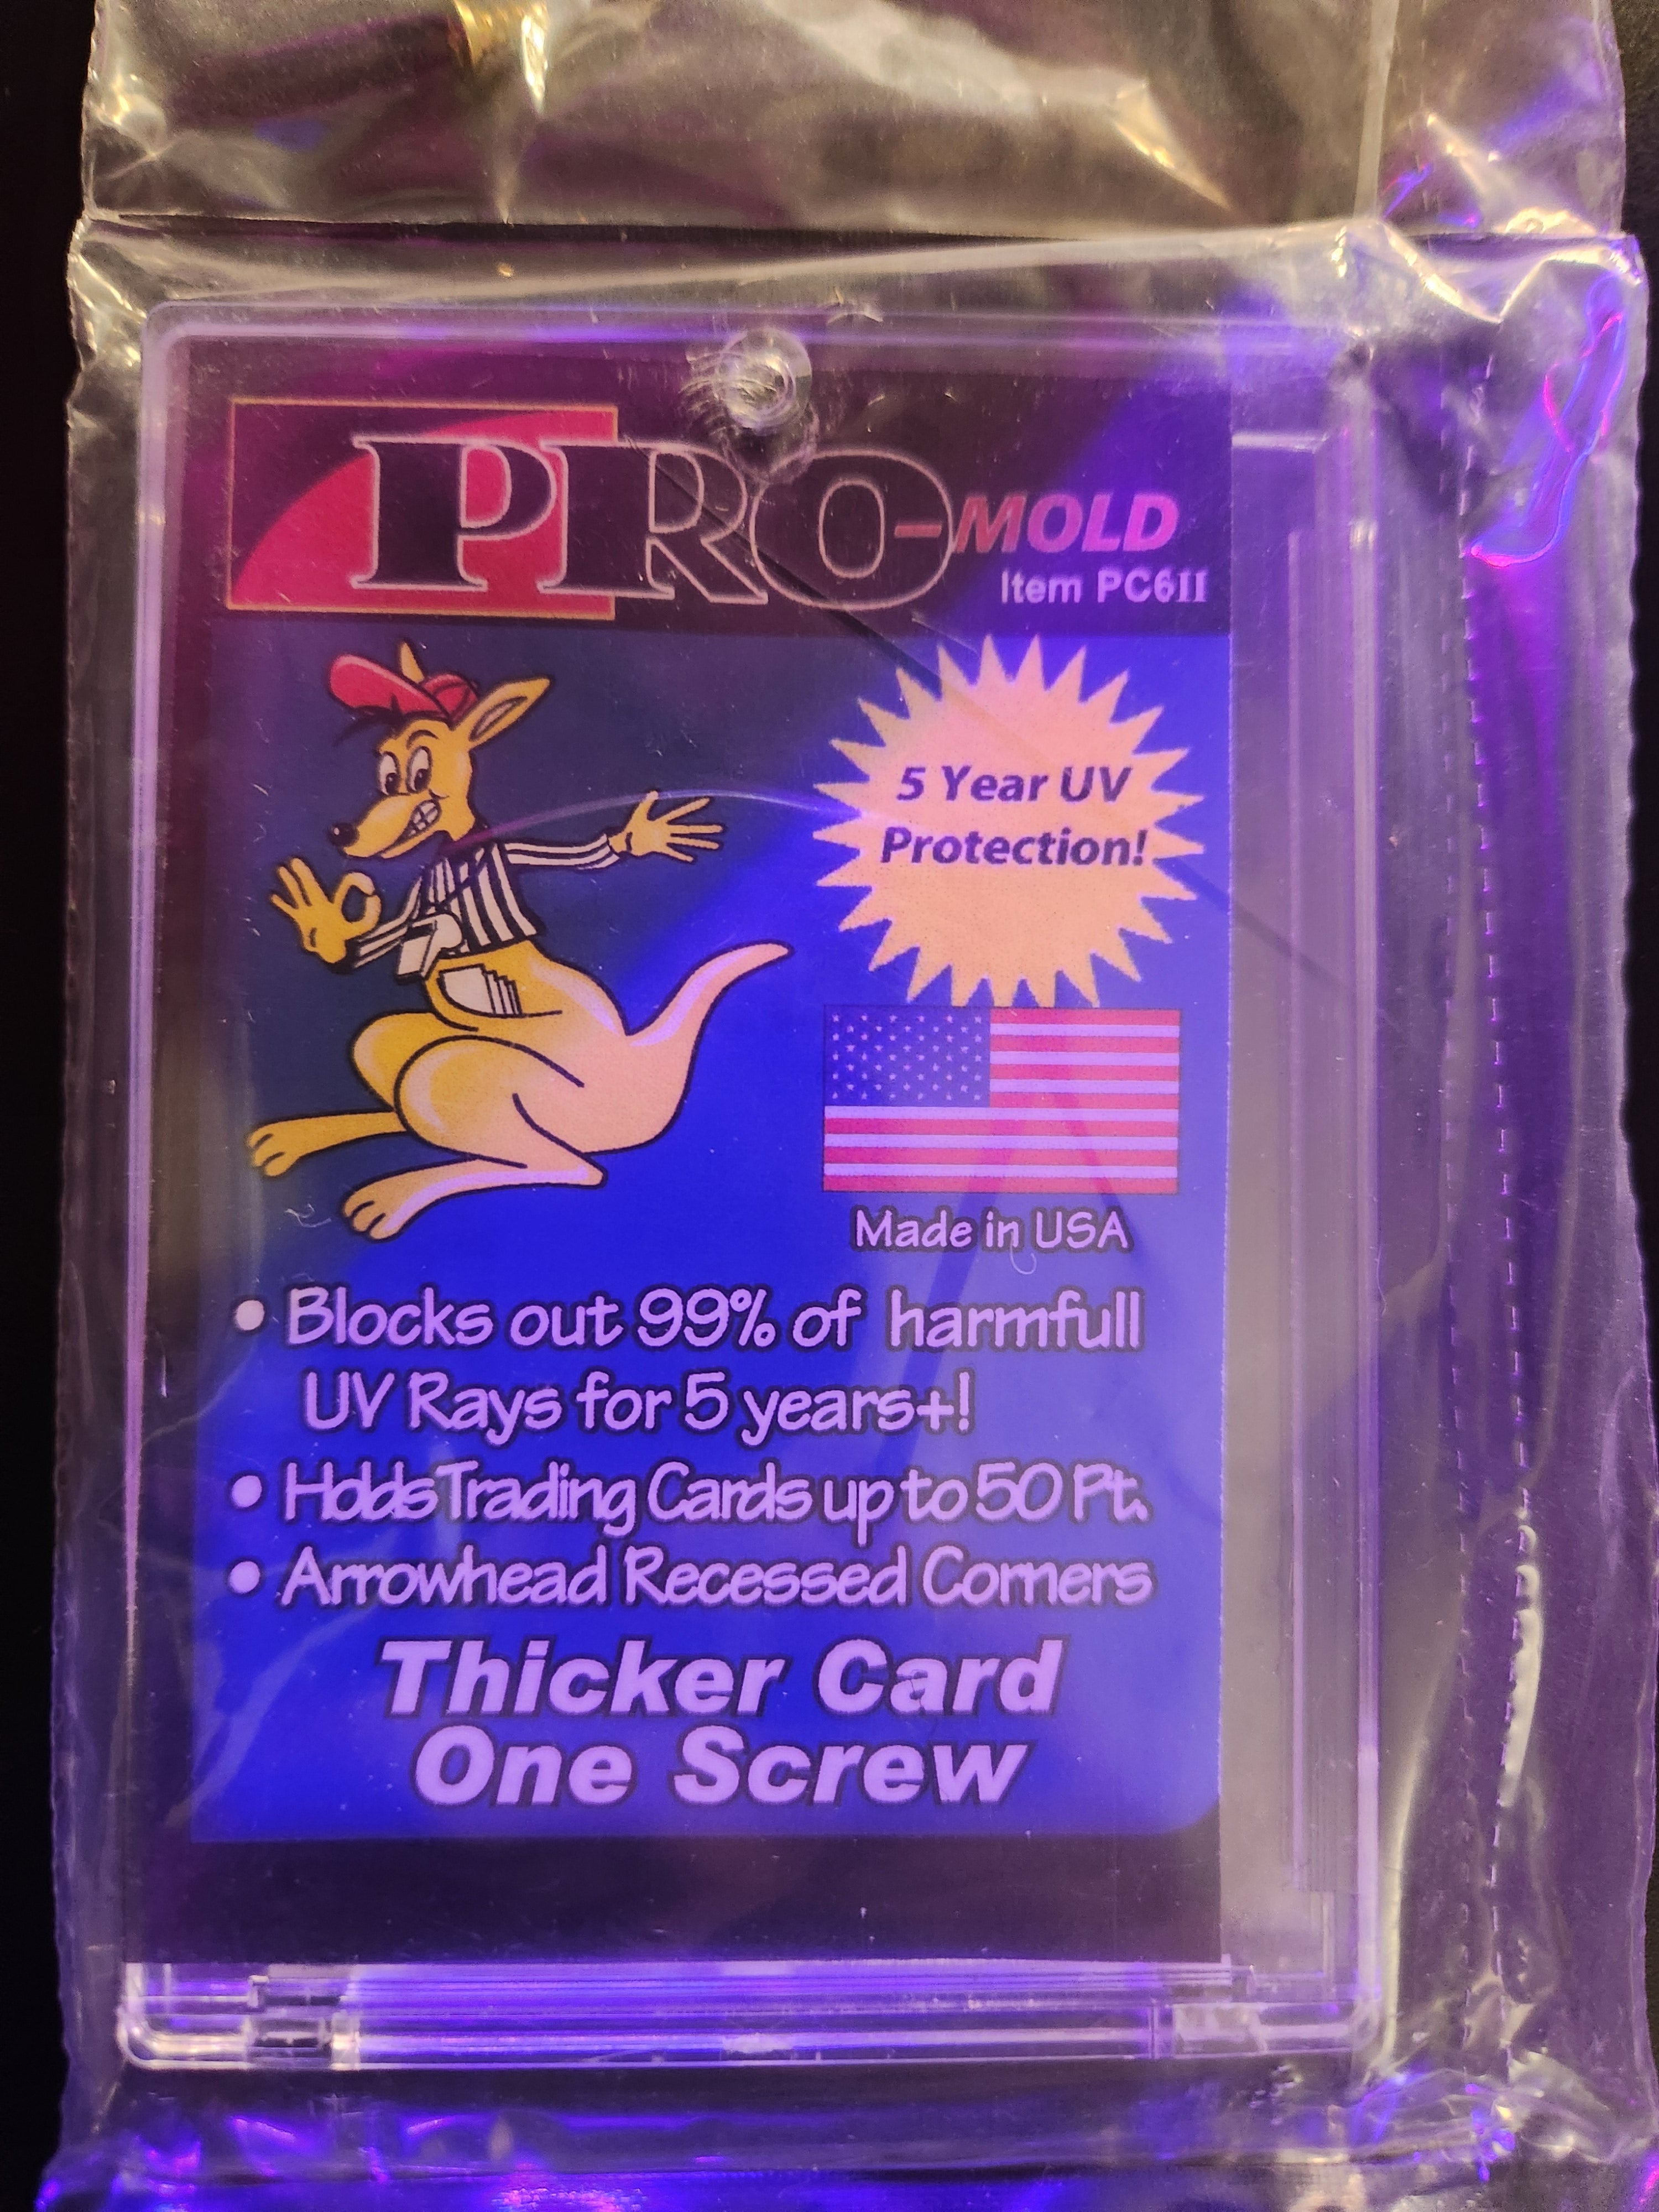 PRO-MOLD
Item PC6II
5 Year UV
Protection!
Made in USA
• Blocks out 99% of harmfull
UV Rays for 5 years+!
• Holds Trading Cards up to 50 Pt.
• Arrowhead Recessed Corners
Thicker Card
One Screw